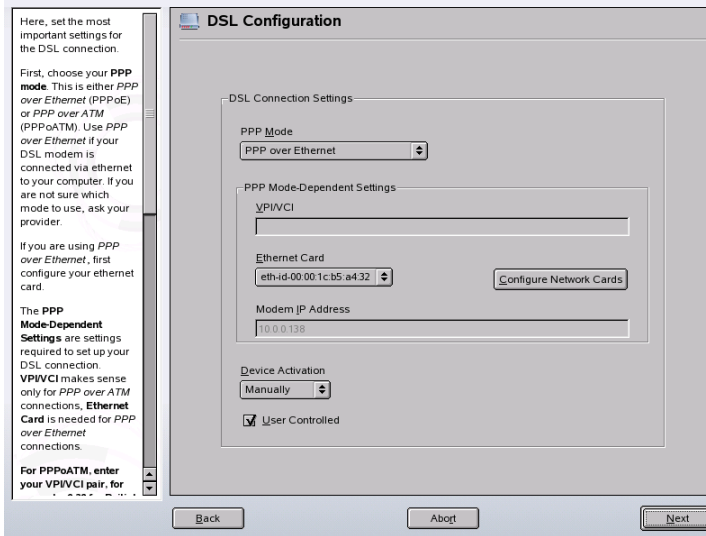 Here, set the most
important settings for
the DSL connection.
First, choose your PPP
mode. This is either PPP
over Ethernet (PPPoE)
or PPP over ATM
(PPPoATM). Use PPP
over Ethernet if your
DSL modem is
connected via ethernet
to your computer. If you
are not sure which
mode to use, ask your
provider.
If you are using PPP
over Ethernet, first
configure your ethernet
card.
The PPP
Mode-Dependent
Settings are settings
required to set up your
DSL connection.
VPI/VCI makes sense
only for PPP over ATM
connections, Ethernet
Card is needed for PPP
over Ethernet
connections.
For PPPoATM, enter
your VPI/VCI pair, for
DSL Configuration
DSL Connection Settings
PPP Mode
PPP over Ethernet
PPP Mode-Dependent Settings
VPI/VCI
Ethernet Card
eth-id-00:00:1c:b5:a4:32
Configure Network Cards
Modem IP Address
10.0.0.138
Device Activation
Manually
User Controlled
Back
Abort
Next